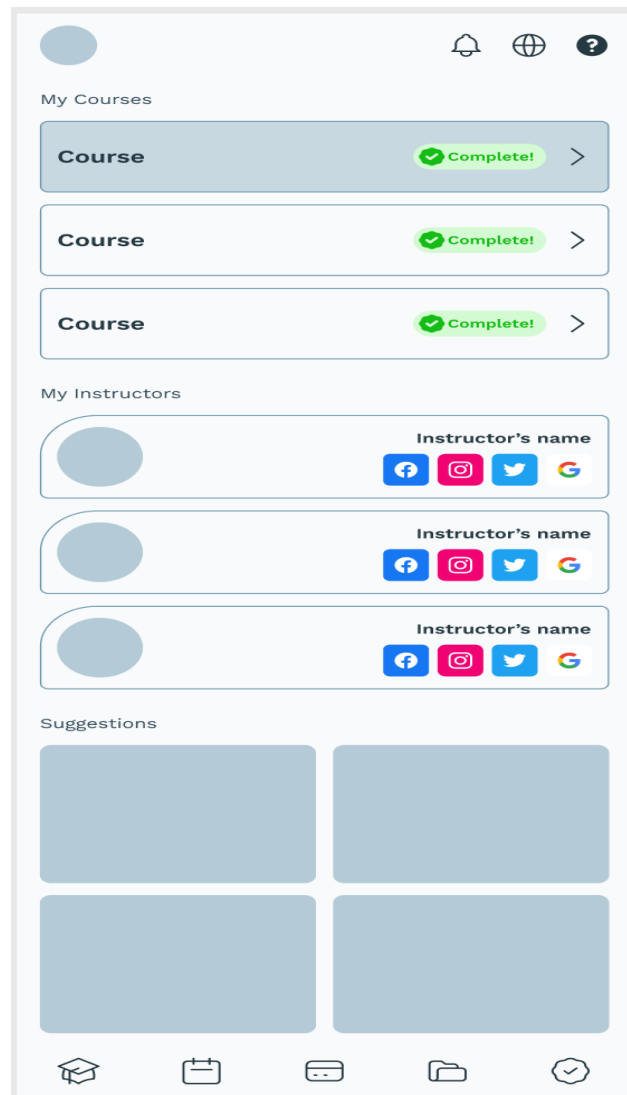 My Courses
Course
Complete!
Course
Complete!
Course
Complete!
My Instructors
Instructor’s name
Instructor’s name
Instructor’s name
Suggestions